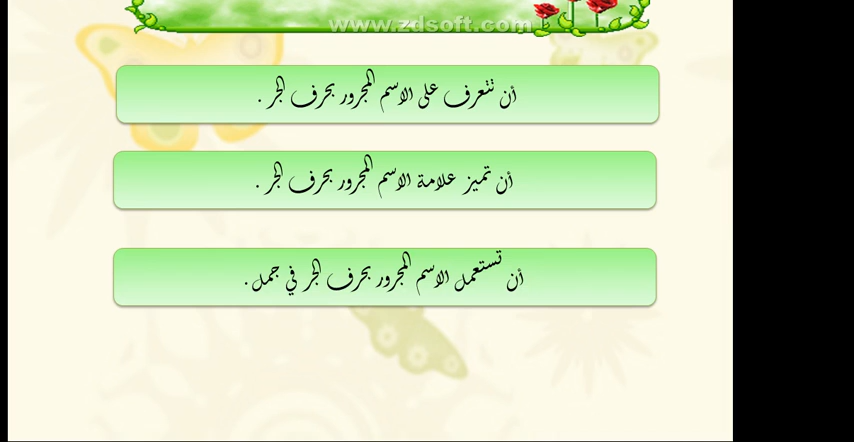 www.zdsoft.com
أن تتعرف على الاسم المجرور بحرف الجر .
أن تميز علامة الاسم المجرور بحرف الجر .
أن تستعمل الاسم المجرور بحرف الجر في جمل .